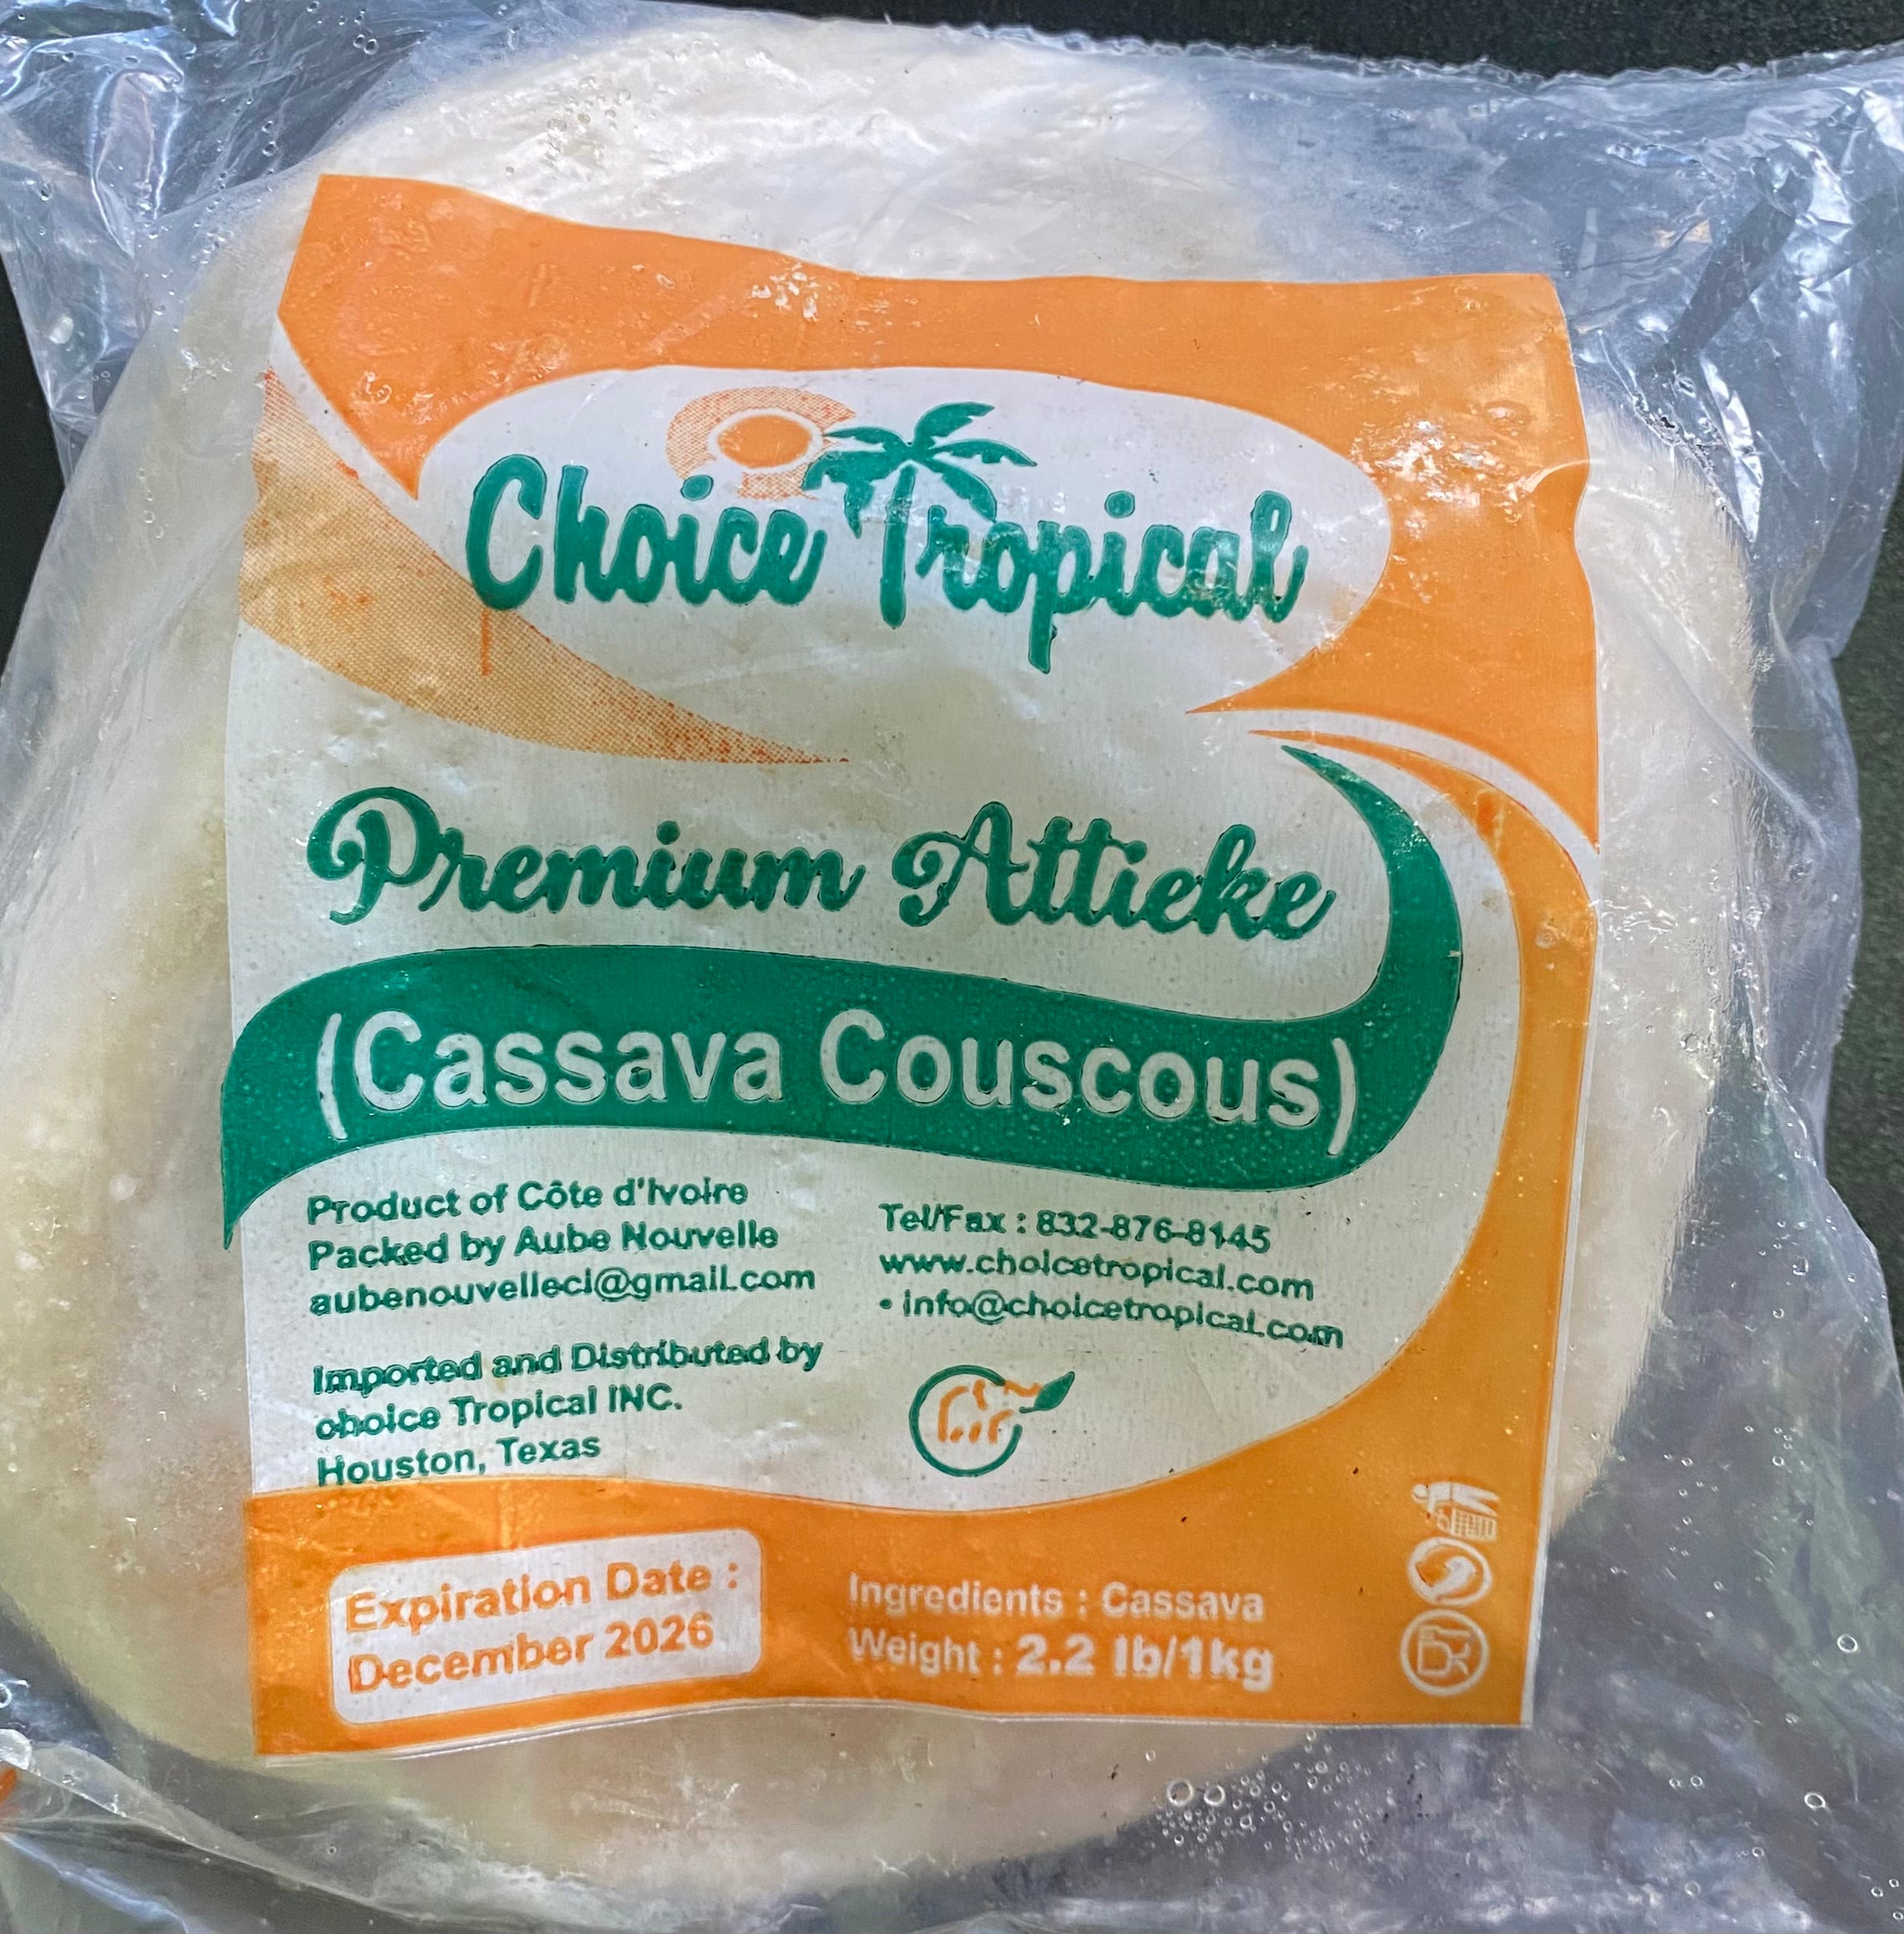 Choice Tropical
Premium Attieke
(Cassava Couscous)
Product of Côte d'Ivoire
Packed by Aube Nouvelle
aubenouvelleci@gmail.com
Imported and Distributed by
choice Tropical INC.
Houston, Texas
Tel/Fax : 832-876-8145
www.choicetropical.com
• info@choicetropical.com
Expiration Date :
December 2026
Ingredients : Cassava
Weight : 2.2 lb/1kg